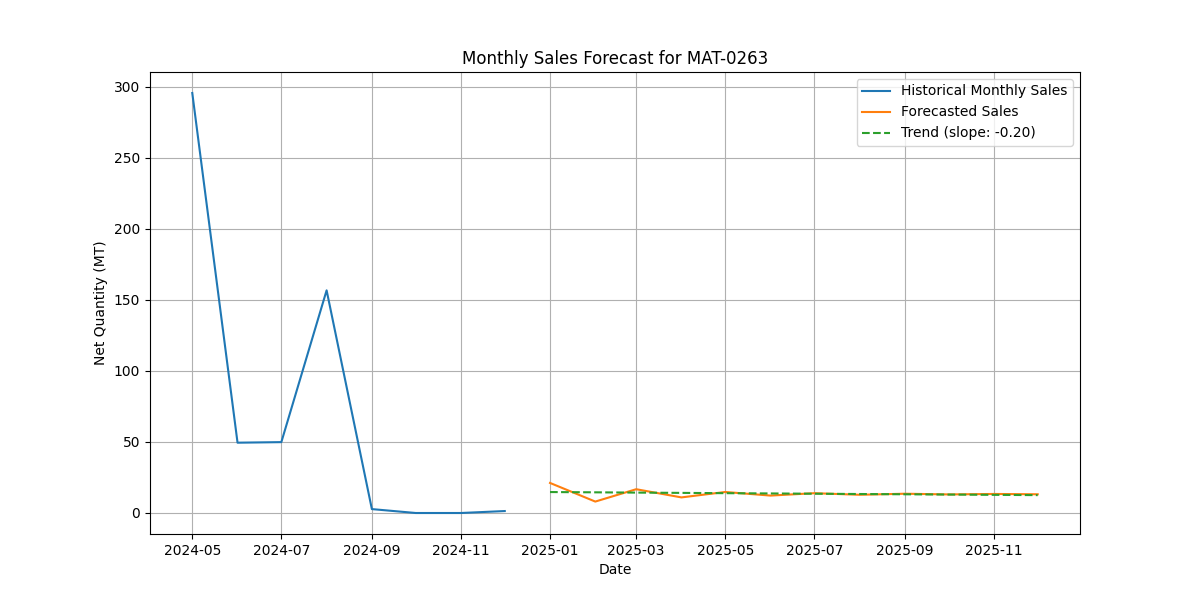 Monthly Sales Forecast for MAT-0263
Historical Monthly Sales
Forecasted Sales
Trend (slope: -0.20)
Net Quantity (MT)
300
250
200
150
100
50
0
2024-05 2024-07 2024-09 2024-11 2025-01 2025-03 2025-05 2025-07 2025-09 2025-11
Date